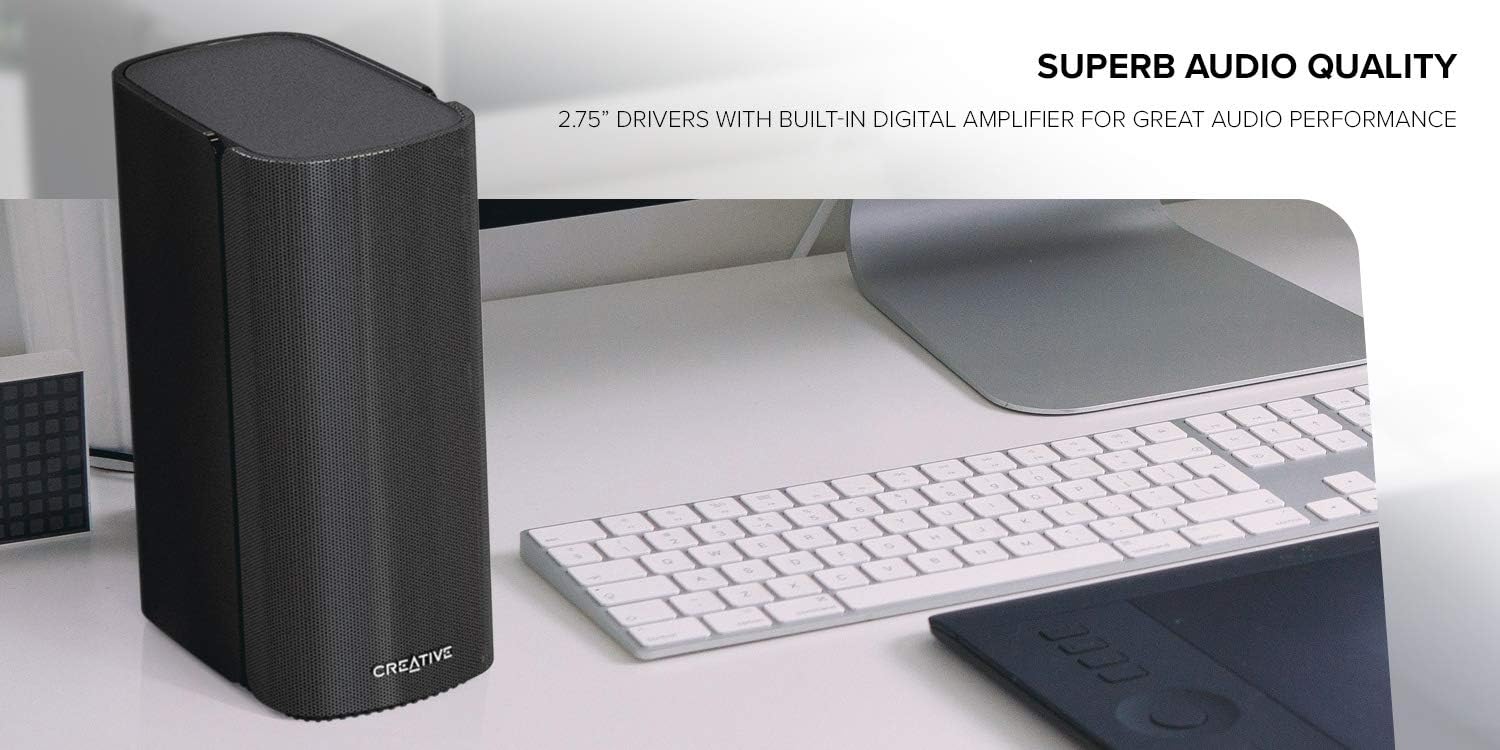 SUPERB AUDIO QUALITY
2.75” DRIVERS WITH BUILT-IN DIGITAL AMPLIFIER FOR GREAT AUDIO PERFORMANCE
CREATIVE